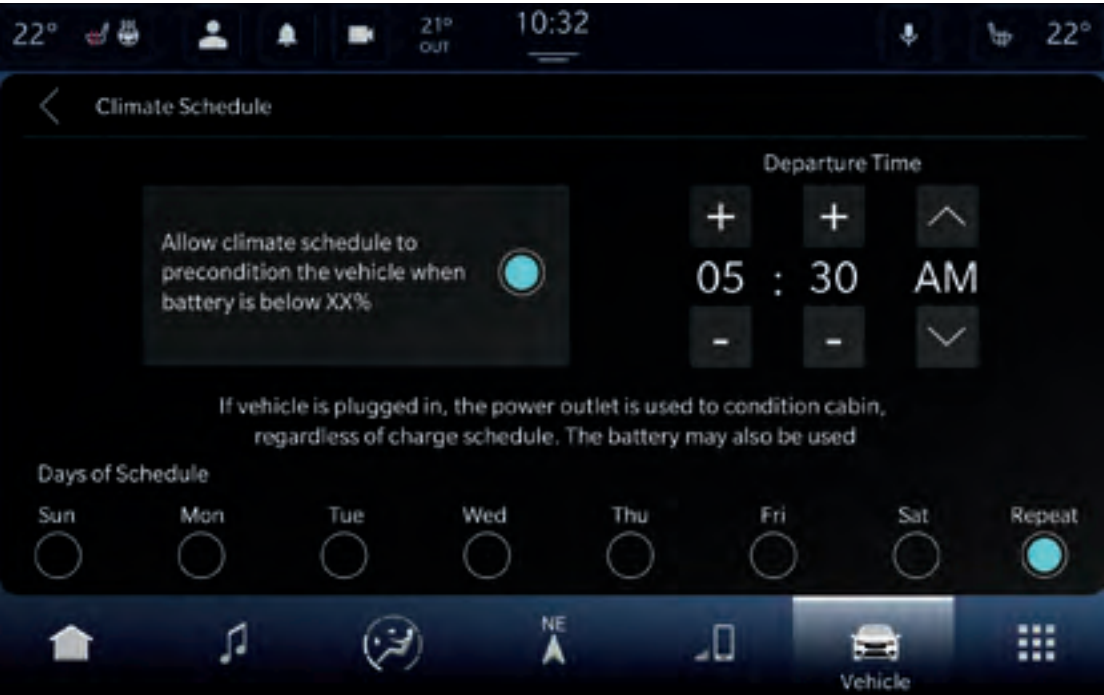 22° 21° 10:32 22°
OUT
Climate Schedule
Departure Time
+ + 
Allow climate schedule to
precondition the vehicle when
battery is below XX%
05 : 30 AM
- -
If vehicle is plugged in, the power outlet is used to condition cabin,
regardless of charge schedule. The battery may also be used
Days of Schedule
Sun Mon Tue Wed Thu Fri Sat Repeat
NE
Vehicle